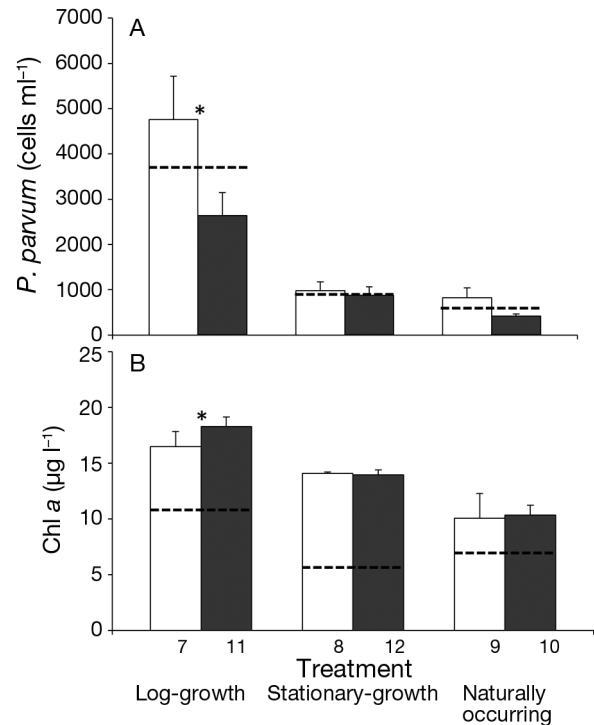 A
7000
6000
5000
4000
3000
2000
1000
0
P. parvum (cells ml⁻¹)
*
B
25
20
15
10
5
0
Chl a (µg l⁻¹)
*
7 11 8 12 9 10
Treatment
Log-growth Stationary-growth Naturally
occurring